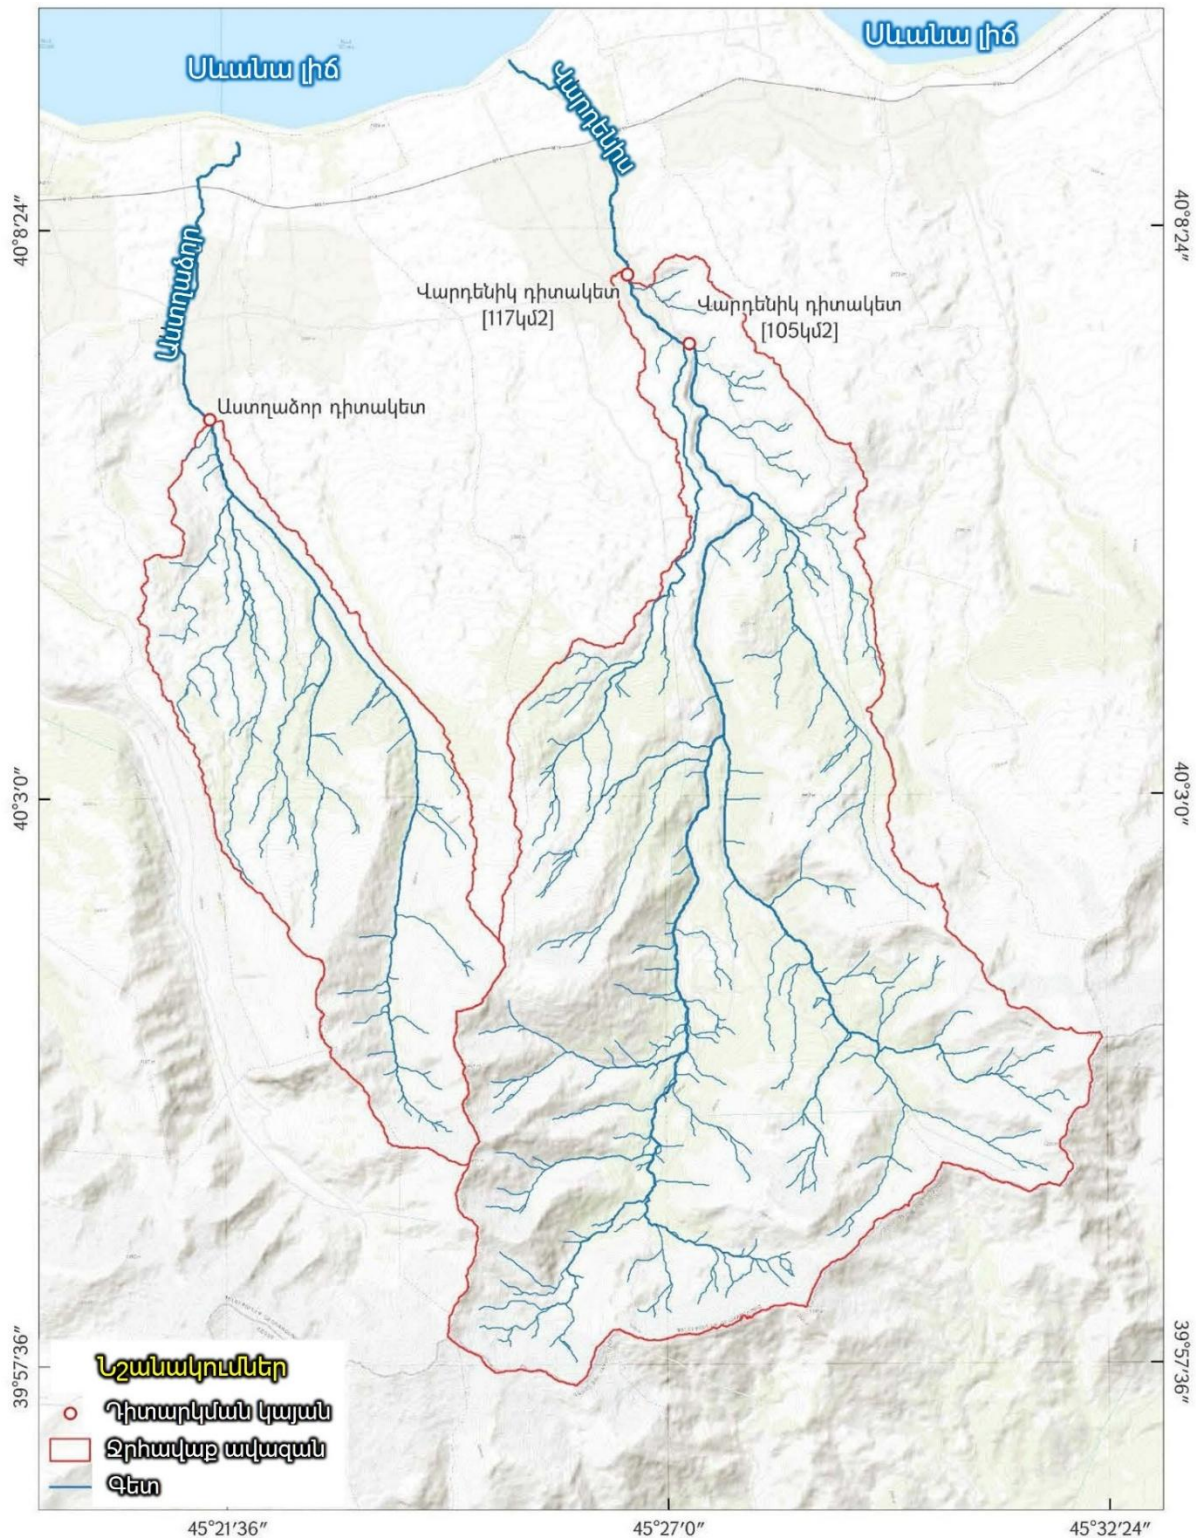 Սևանա լիճ
Սևանա լիճ
Վարդենիս
Աստղաձոր
40°8′24″
40°8′24″
Վարդենիկ դիտակետ
[117կմ2]
Վարդենիկ դիտակետ
[105կմ2]
Աստղաձոր դիտակետ
40°3′0″
40°3′0″
39°57′36″
39°57′36″
Նշանակումներ
Դիտարկման կայան
Ջրհավաք ավազան
Գետ
45°21′36″
45°27′0″
45°32′24″